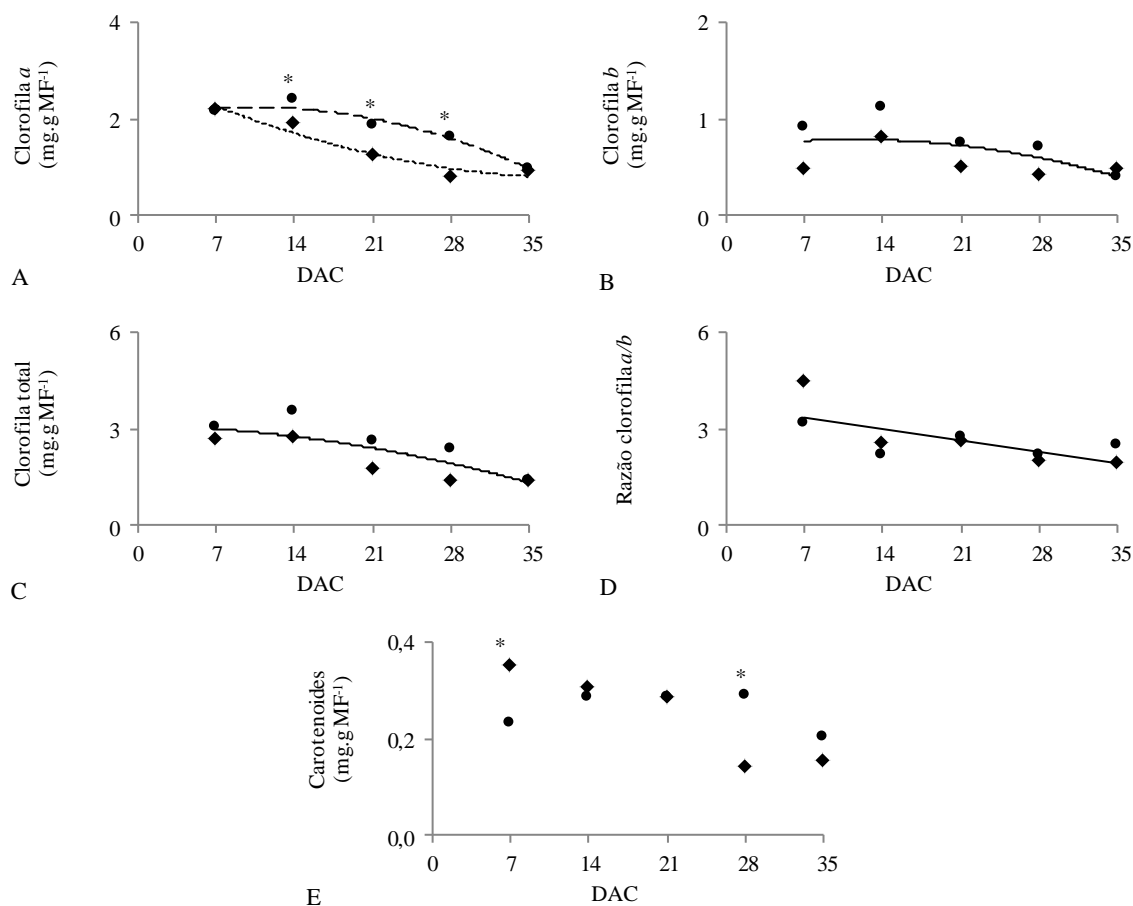 Clorofila a
(mg.g MF-1)
4
2
0
* * *
0 7 14 21 28 35
DAC
A
Clorofila b
(mg.g MF-1)
2
1
0
0 7 14 21 28 35
DAC
B
Clorofila total
(mg.g MF-1)
6
3
0
0 7 14 21 28 35
DAC
C
Razão clorofila a/b
6
3
0
0 7 14 21 28 35
DAC
D
Carotenoides
(mg.g MF-1)
0,4
0,2
0,0
* *
0 7 14 21 28 35
DAC
E